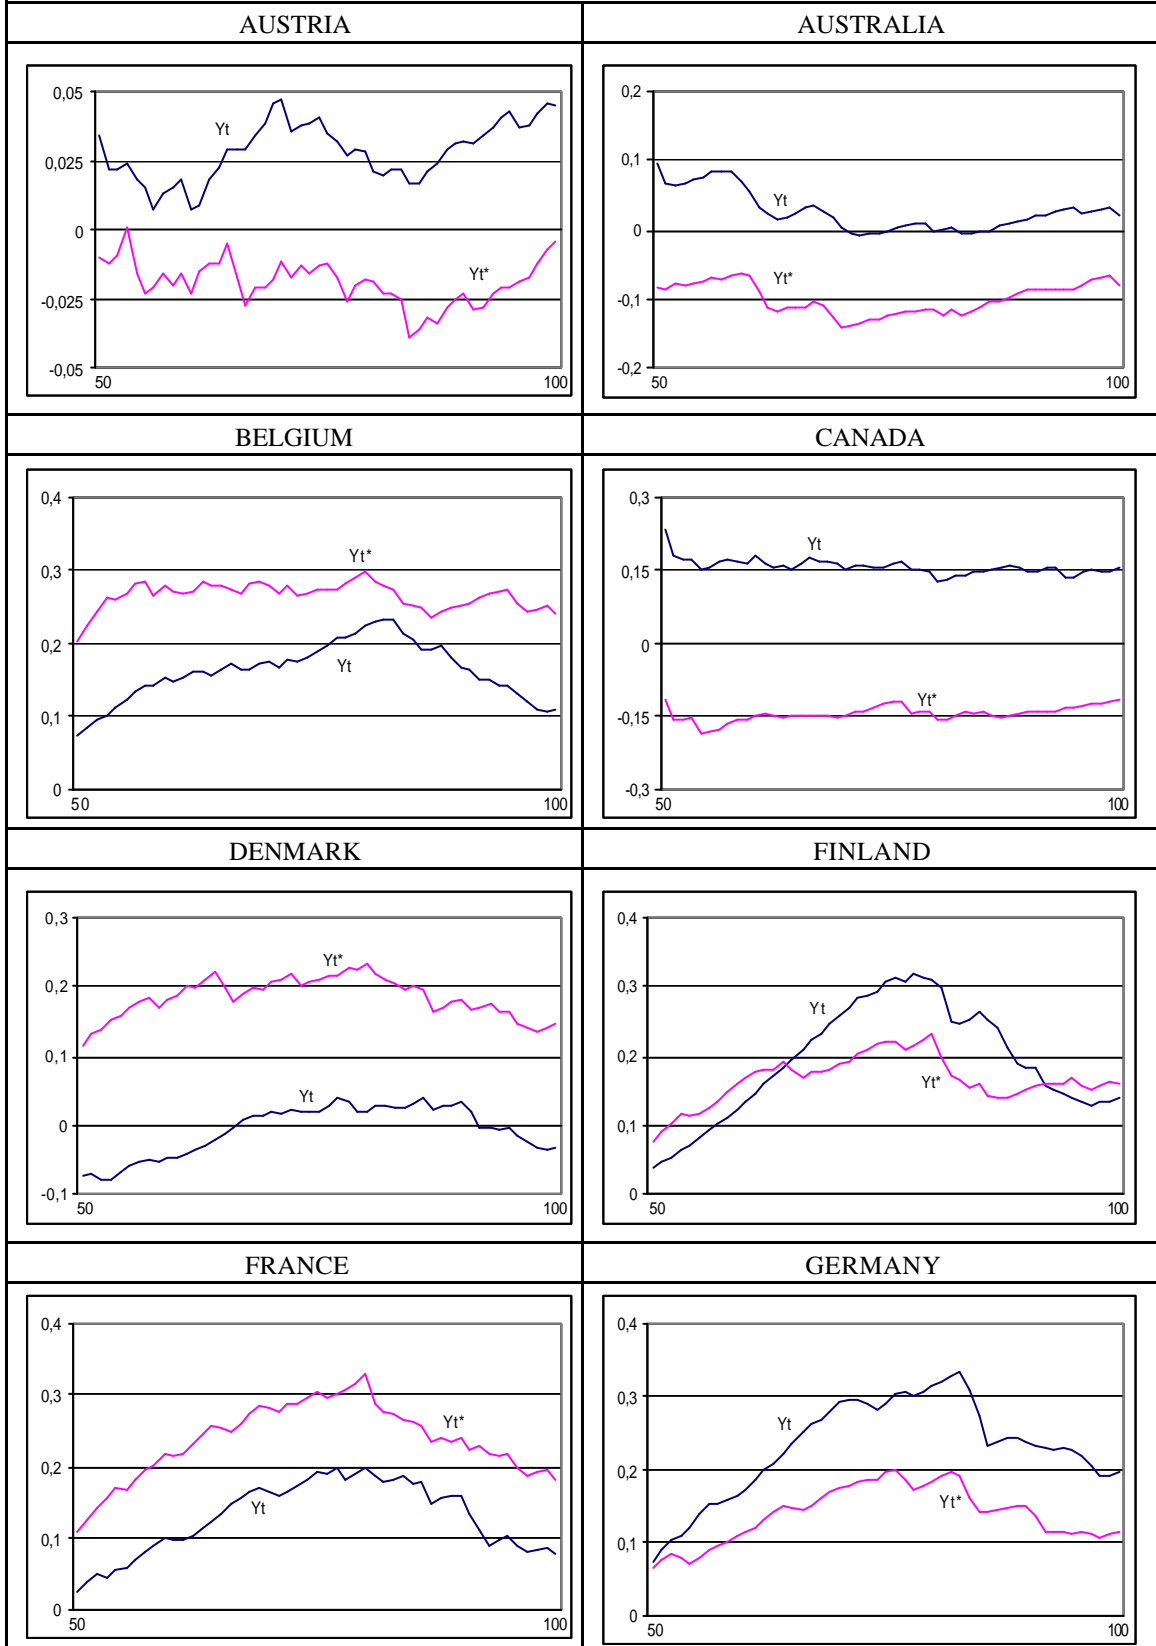 AUSTRIA
AUSTRALIA
0,05
0,025
0
-0,025
-0,05
Yt
Yt*
50
100
0,2
0,1
0
-0,1
-0,2
Yt
Yt*
50
100
BELGIUM
CANADA
0,4
0,3
0,2
0,1
0
Yt*
Yt
50
100
0,3
0,15
0
-0,15
-0,3
Yt
Yt*
50
100
DENMARK
FINLAND
0,3
0,2
0,1
0
-0,1
Yt*
Yt
50
100
0,4
0,3
0,2
0,1
0
Yt
Yt*
50
100
FRANCE
GERMANY
0,4
0,3
0,2
0,1
0
Yt*
Yt
50
100
0,4
0,3
0,2
0,1
0
Yt
Yt*
50
100